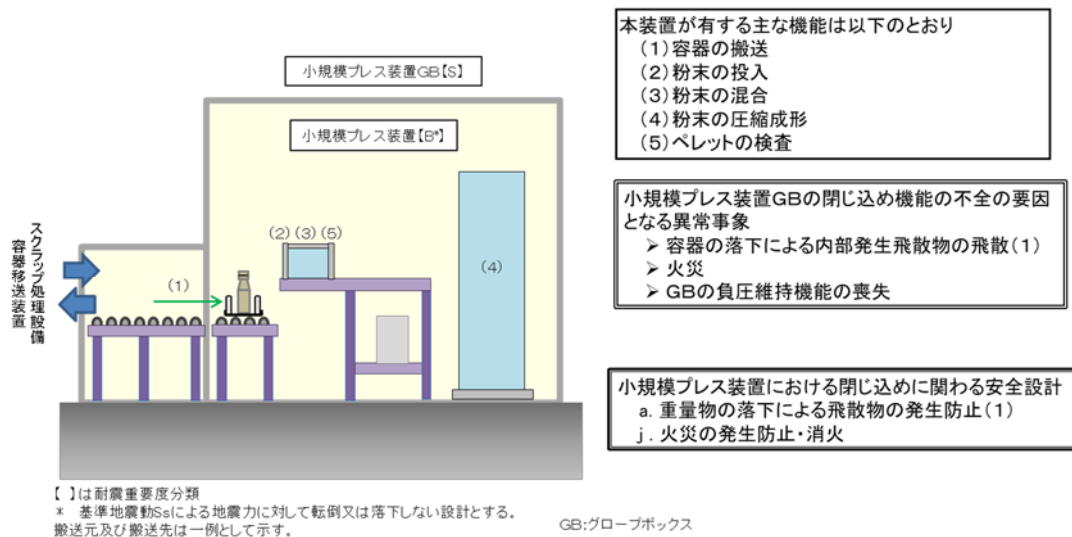 小規模プレス装置GB【S】
小規模プレス装置【B*】
(2)(3)(5)
(4)
(1)
スクラップ処理設備
容器移送装置
【 】は耐震重要度分類
* 基準地震動Ssによる地震力に対して転倒又は落下しない設計とする。
搬送元及び搬送先は一例として示す。
GB:グローブボックス
本装置が有する主な機能は以下のとおり
(1)容器の搬送
(2)粉末の投入
(3)粉末の混合
(4)粉末の圧縮成形
(5)ペレットの検査
小規模プレス装置GBの閉じ込め機能の不全の要因
となる異常事象
➢ 容器の落下による内部発生飛散物の飛散(1)
➢ 火災
➢ GBの負圧維持機能の喪失
小規模プレス装置における閉じ込めに関わる安全設計
a. 重量物の落下による飛散物の発生防止(1)
j. 火災の発生防止・消火